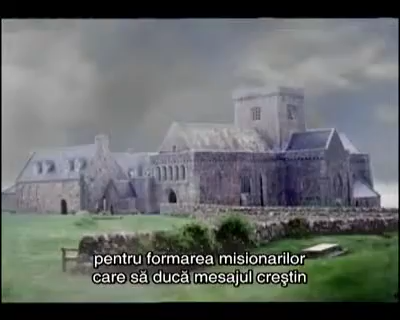 pentru formarea misionarilor
care să ducă mesajul creştin